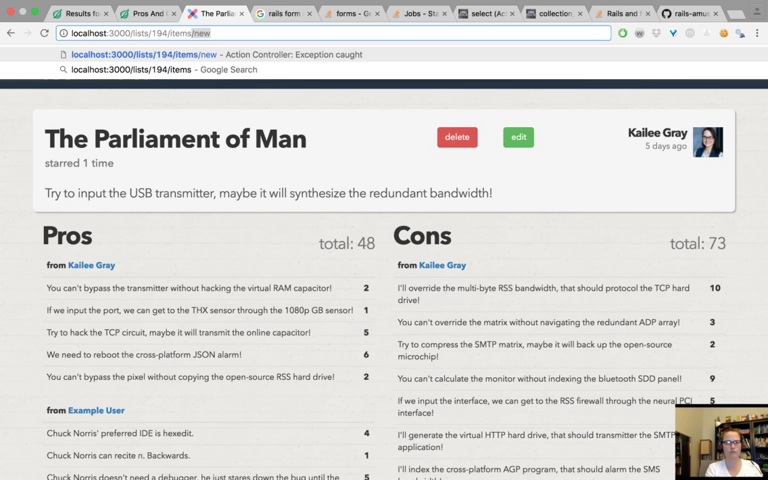 Results fo
Pros And
The Parlia
rails form
forms - G
Jobs - Sta
select (Ac
collection_
Rails and f
rails-amus
localhost:3000/lists/194/items/new
localhost:3000/lists/194/items/new - Action Controller: Exception caught
localhost:3000/lists/194/items - Google Search
The Parliament of Man
delete
edit
Kailee Gray
starred 1 time
5 days ago
Try to input the USB transmitter, maybe it will synthesize the redundant bandwidth!
Pros
total: 48
from Kailee Gray
You can't bypass the transmitter without hacking the virtual RAM capacitor! 2
If we input the port, we can get to the THX sensor through the 1080p GB sensor! 1
Try to hack the TCP circuit, maybe it will transmit the online capacitor! 5
We need to reboot the cross-platform JSON alarm! 6
You can't bypass the pixel without copying the open-source RSS hard drive! 2
from Example User
Chuck Norris' preferred IDE is hexedit. 4
Chuck Norris can recite π. Backwards. 1
Chuck Norris doesn't need a debugger, he just stares down the bug until the 5
Cons
total: 73
from Kailee Gray
I'll override the multi-byte RSS bandwidth, that should protocol the TCP hard 10
drive!
You can't override the matrix without navigating the redundant ADP array! 3
Try to compress the SMTP matrix, maybe it will back up the open-source 2
microchip!
You can't calculate the monitor without indexing the bluetooth SDD panel! 9
If we input the interface, we can get to the RSS firewall through the neural PCI 5
interface!
I'll generate the virtual HTTP hard drive, that should transmitter the SMTP
application!
I'll index the cross-platform AGP program, that should alarm the SMS